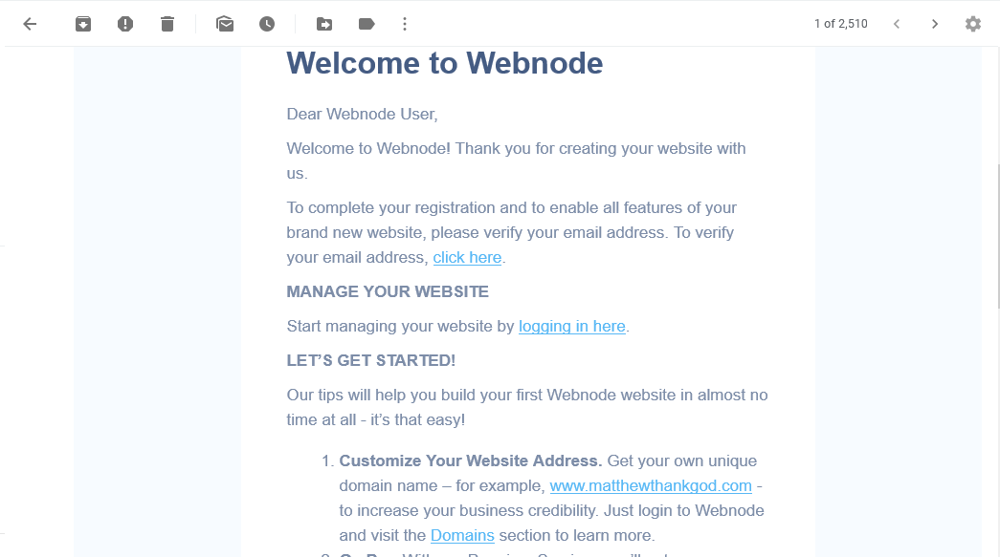 1 of 2,510
Welcome to Webnode
Dear Webnode User,
Welcome to Webnode! Thank you for creating your website with
us.
To complete your registration and to enable all features of your
brand new website, please verify your email address. To verify
your email address, click here.
MANAGE YOUR WEBSITE
Start managing your website by logging in here.
LET’S GET STARTED!
Our tips will help you build your first Webnode website in almost no
time at all - it’s that easy!
1. Customize Your Website Address. Get your own unique
domain name – for example, www.matthewthankgod.com -
to increase your business credibility. Just login to Webnode
and visit the Domains section to learn more.